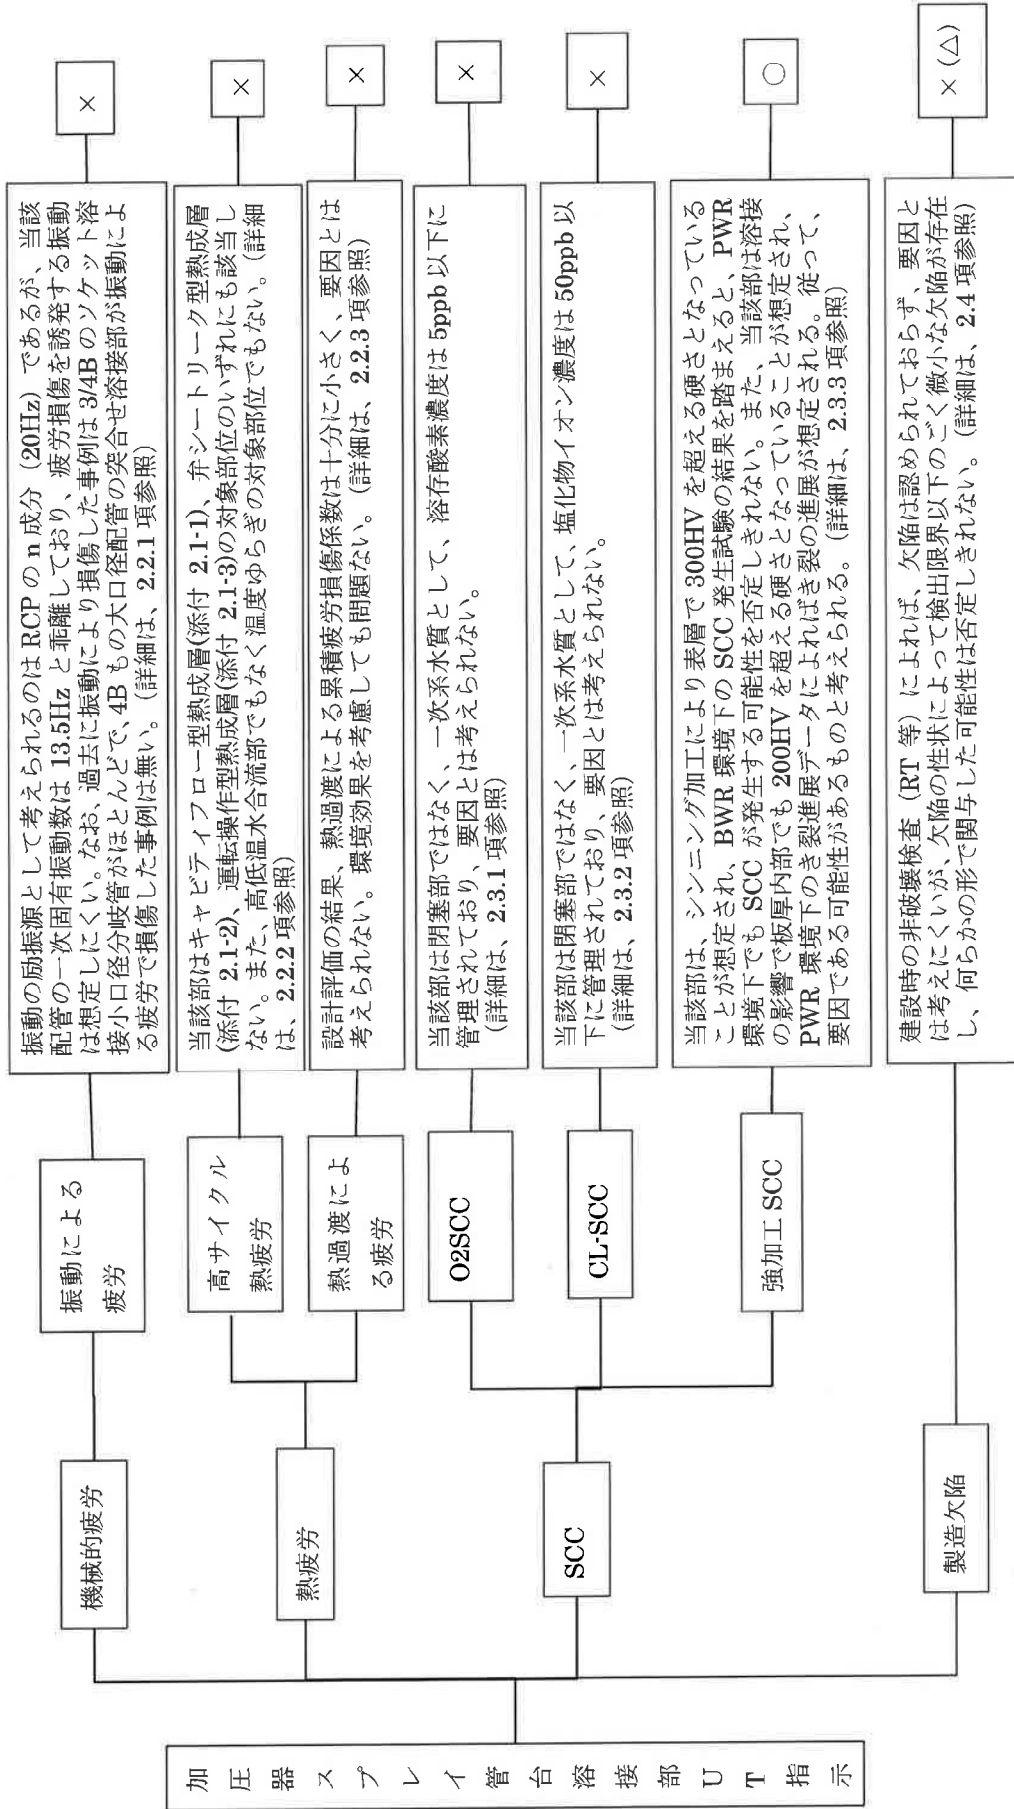 加圧器スプレイ管台溶接部UT指示
機械的疲労
振動による
疲労
振動の励振源として考えられるのはRCPのn成分（20Hz）であるが、当該
配管の一次固有振動数は13.5Hzと乖離しており、疲労損傷を誘発する振動
は想定しにくい。なお、過去に振動により損傷した事例は3/4Bのソケット溶
接小口径分岐管がほとんどで、4Bもの大口径配管の突合せ溶接部が振動によ
る疲労で損傷した事例は無い。（詳細は、2.2.1項参照）
×
熱疲労
高サイクル
熱疲労
当該部はキャビティフロー型熱成層(添付 2.1-1)、弁シートリーク型熱成層
(添付 2.1-2)、運転操作型熱成層(添付 2.1-3)の対象部位のいずれにも該当し
ない。また、高低温水合流部でもなく温度ゆらぎの対象部位でもない。（詳細
は、2.2.2項参照）
×
熱過渡によ
る疲労
設計評価の結果、熱過渡による累積疲労損傷係数は十分に小さく、要因とは
考えられない。環境効果を考慮しても問題ない。（詳細は、2.2.3項参照）
×
SCC
O2SCC
当該部は閉塞部ではなく、一次系水質として、溶存酸素濃度は5ppb以下に
管理されており、要因とは考えられない。
（詳細は、2.3.1項参照）
×
CL-SCC
当該部は閉塞部ではなく、一次系水質として、塩化物イオン濃度は50ppb以
下に管理されており、要因とは考えられない。
（詳細は、2.3.2項参照）
×
強加工SCC
当該部は、シンニング加工により表層で300HVを超える硬さとなっている
ことが想定され、BWR環境下のSCC発生試験の結果を踏まえると、PWR
環境下でもSCCが発生する可能性を否定しきれない。また、当該部は溶接
の影響で板厚内部でも200HVを超える硬さとなっていることが想定され、
PWR環境下のき裂進展データによればき裂の進展が想定される。従って、
要因である可能性があるものと考えられる。（詳細は、2.3.3項参照）
○
製造欠陥
建設時の非破壊検査（RT等）によれば、欠陥は認められておらず、要因と
は考えにくいが、欠陥の性状によって検出限界以下のごく微小な欠陥が存在
し、何らかの形で関与した可能性は否定しきれない。（詳細は、2.4項参照）
×(△)